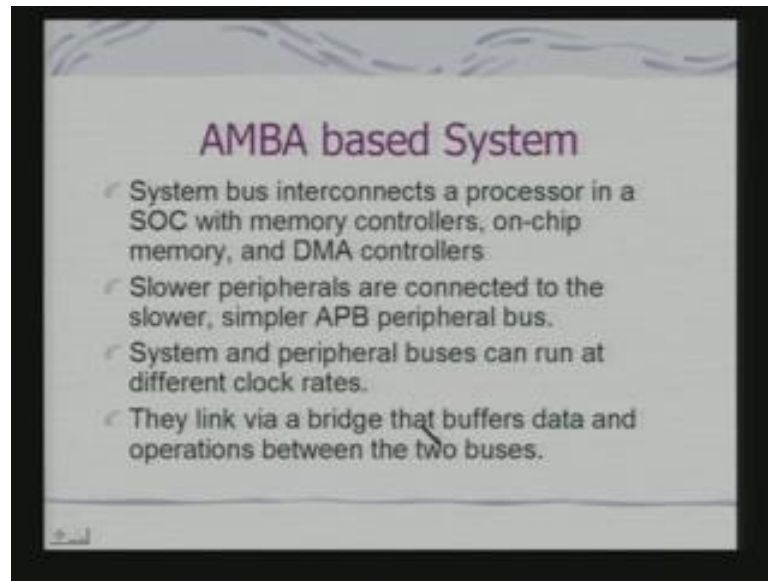 AMBA based System
System bus interconnects a processor in a
SOC with memory controllers, on-chip
memory, and DMA controllers
Slower peripherals are connected to the
slower, simpler APB peripheral bus.
System and peripheral buses can run at
different clock rates.
They link via a bridge that buffers data and
operations between the two buses.